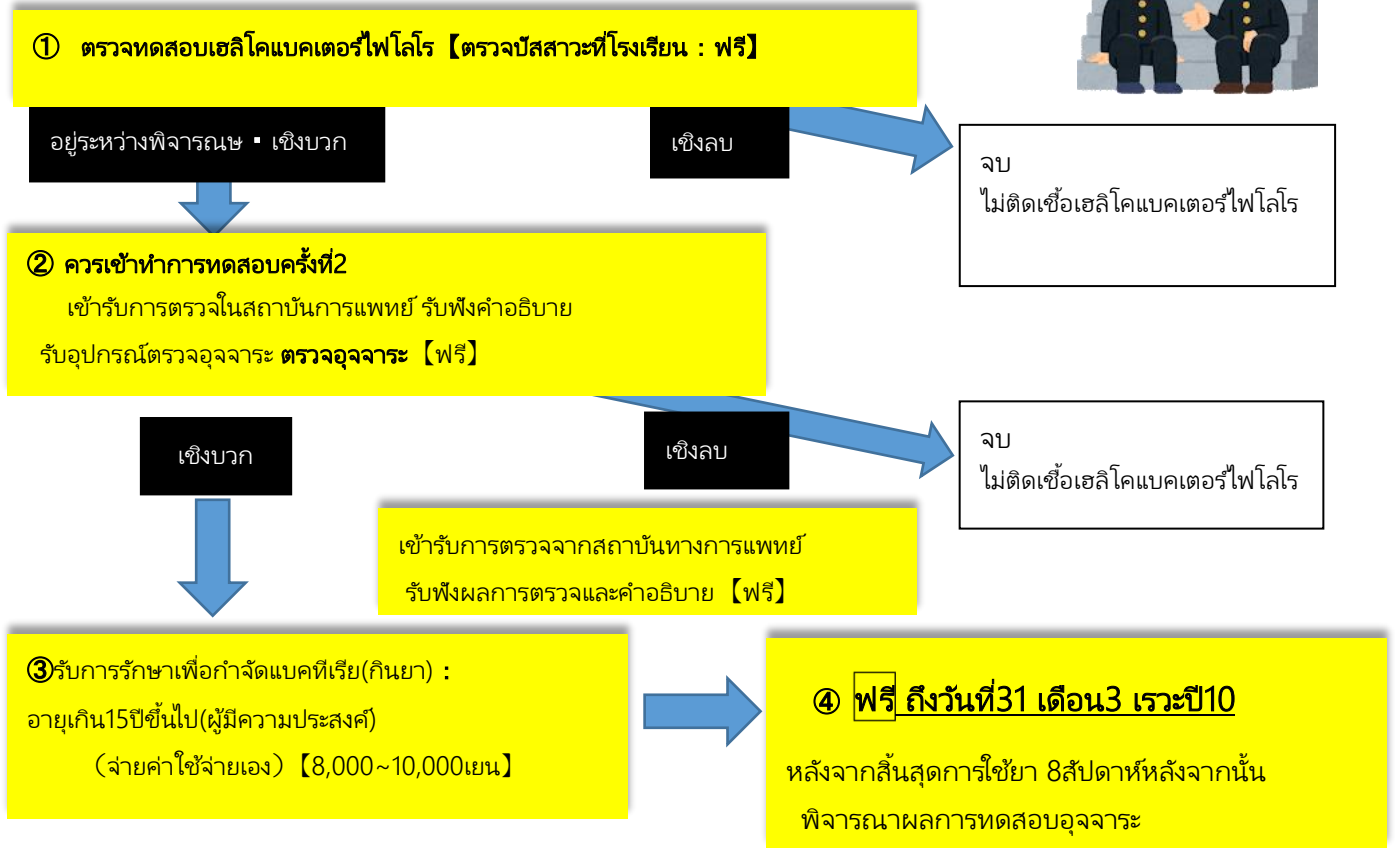 ① ตรวจทดสอบเฮลิโคแบคเตอร์ไฟโลโร【ตรวจปัสสาวะที่โรงเรียน : ฟรี】
อยู่ระหว่างพิจารณษ ▪ เชิงบวก
เชิงลบ
จบ
ไม่ติดเชื้อเฮลิโคแบคเตอร์ไฟโลโร
② ควรเข้าทำการทดสอบครั้งที่2
เข้ารับการตรวจในสถาบันการแพทย์ รับฟังคำอธิบาย
รับอุปกรณ์ตรวจอุจจาระ ตรวจอุจจาระ【ฟรี】
เชิงบวก
เชิงลบ
จบ
ไม่ติดเชื้อเฮลิโคแบคเตอร์ไฟโลโร
เข้ารับการตรวจจากสถาบันทางการแพทย์
รับฟังผลการตรวจและคำอธิบาย【ฟรี】
③รับการรักษาเพื่อกำจัดแบคทีเรีย(กินยา) :
อายุเกิน15ปีขึ้นไป(ผู้มีความประสงค์)
（จ่ายค่าใช้จ่ายเอง）【8,000~10,000เยน】
④ ฟรี ถึงวันที่31 เดือน3 เรวะปี10
หลังจากสิ้นสุดการใช้ยา 8สัปดาห์หลังจากนั้น
พิจารณาผลการทดสอบอุจจาระ